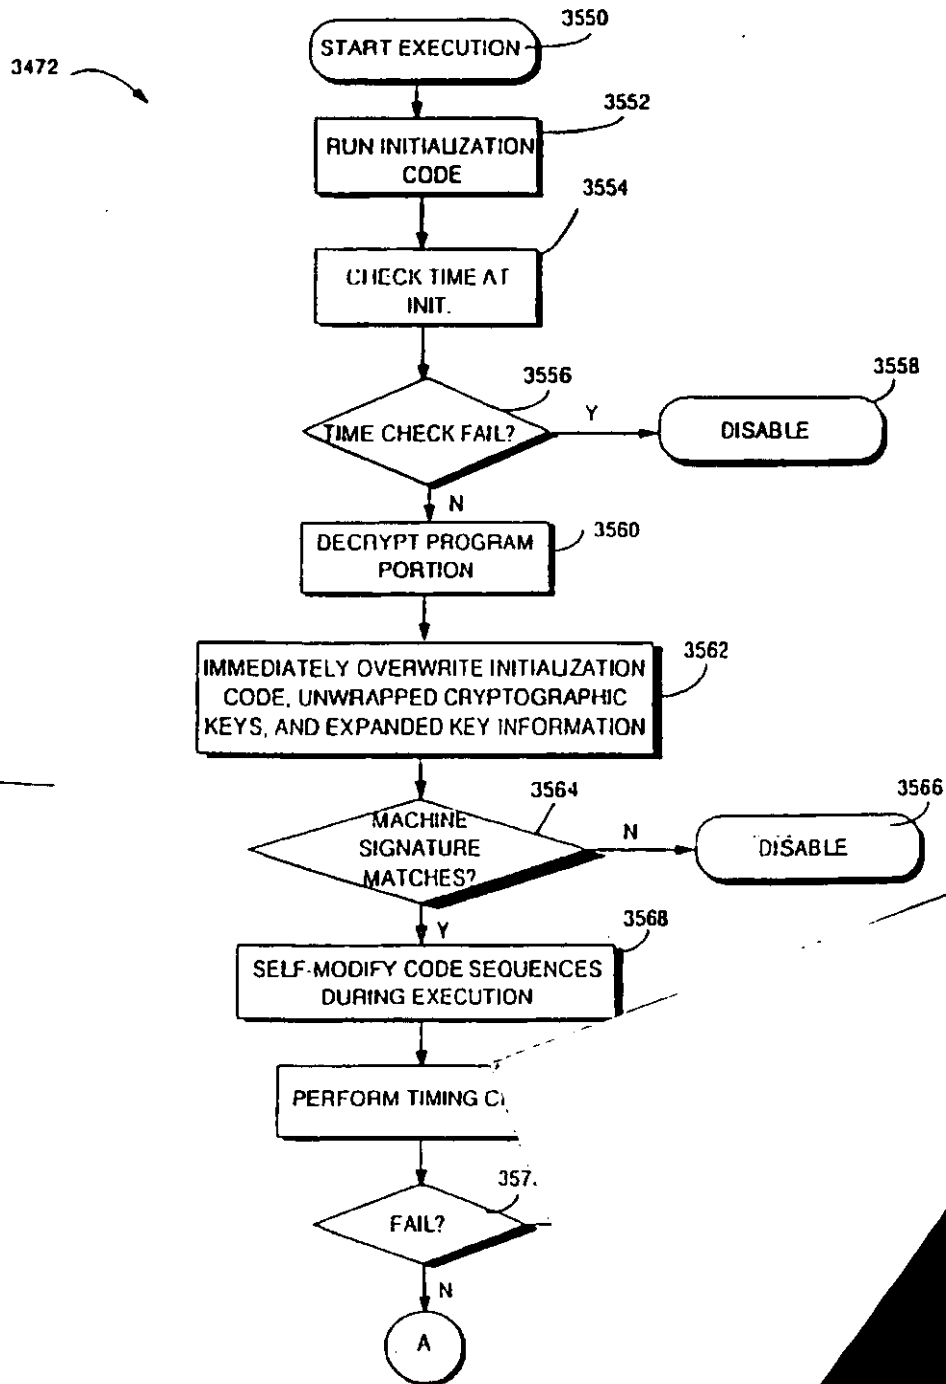 3550
START EXECUTION
3472
3552
RUN INITIALIZATION
CODE
3554
CHECK TIME AT
INIT.
3556
3558
TIME CHECK FAIL?
Y
DISABLE
N
3560
DECRYPT PROGRAM
PORTION
3562
IMMEDIATELY OVERWRITE INITIALIZATION
CODE, UNWRAPPED CRYPTOGRAPHIC
KEYS, AND EXPANDED KEY INFORMATION
3564
3566
MACHINE
SIGNATURE
MATCHES?
N
DISABLE
Y
3568
SELF-MODIFY CODE SEQUENCES
DURING EXECUTION
PERFORM TIMING
357
FAIL?
N
A